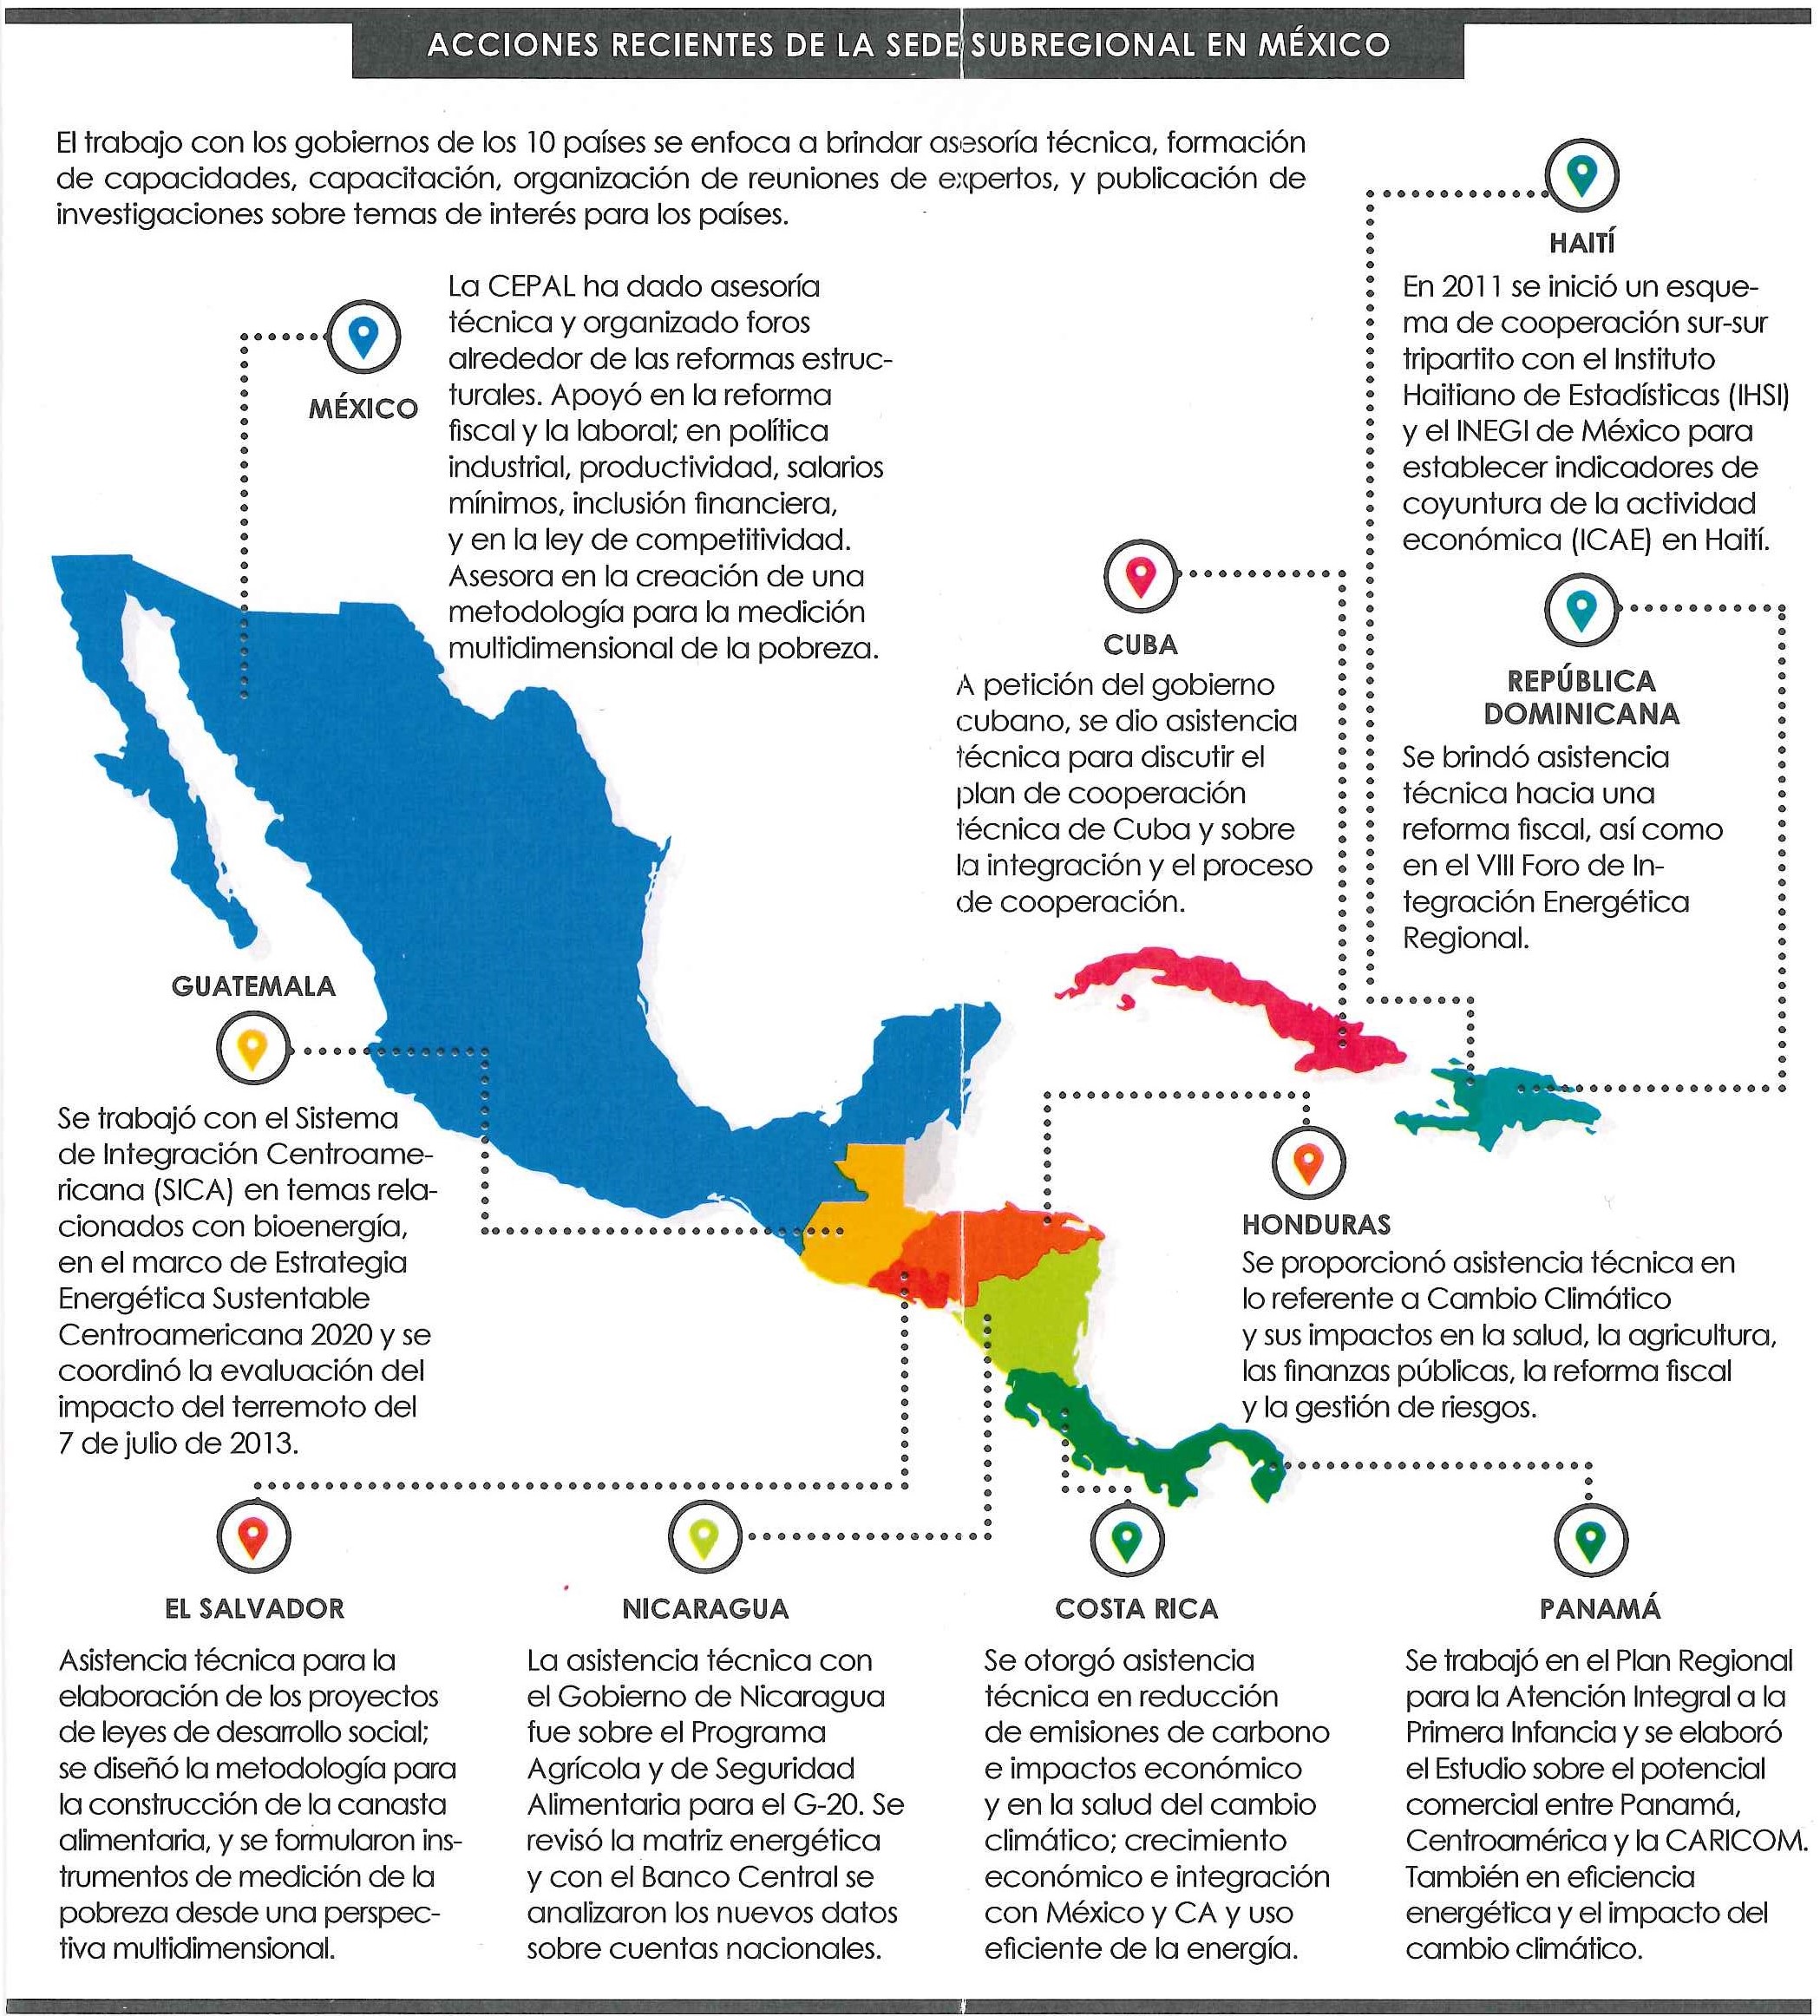 ACCIONES RECIENTES DE LA SEDE SUBREGIONAL EN MÉXICO
El trabajo con los gobiernos de los 10 países se enfoca a brindar asesoría técnica, formación
de capacidades, capacitación, organización de reuniones de expertos, y publicación de
investigaciones sobre temas de interés para los países.
MÉXICO
La CEPAL ha dado asesoría
técnica y organizado foros
alrededor de las reformas estruc-
turales. Apoyó en la reforma
fiscal y la laboral; en política
industrial, productividad, salarios
mínimos, inclusión financiera,
y en la ley de competitividad.
Asesora en la creación de una
metodología para la medición
multidimensional de la pobreza.
HAITÍ
En 2011 se inició un esque-
ma de cooperación sur-sur
tripartito con el Instituto
Haitiano de Estadísticas (IHSI)
y el INEGI de México para
establecer indicadores de
coyuntura de la actividad
económica (ICAE) en Haití.
CUBA
A petición del gobierno
cubano, se dio asistencia
técnica para discutir el
plan de cooperación
técnica de Cuba y sobre
la integración y el proceso
de cooperación.
REPÚBLICA
DOMINICANA
Se brindó asistencia
técnica hacia una
reforma fiscal, así como
en el VIII Foro de In-
tegración Energética
Regional.
GUATEMALA
Se trabajó con el Sistema
de Integración Centroame-
ricana (SICA) en temas rela-
cionados con bioenergía,
en el marco de Estrategia
Energética Sustentable
Centroamericana 2020 y se
coordinó la evaluación del
impacto del terremoto del
7 de julio de 2013.
HONDURAS
Se proporcionó asistencia técnica en
lo referente a Cambio Climático
y sus impactos en la salud, la agricultura,
las finanzas públicas, la reforma fiscal
y la gestión de riesgos.
EL SALVADOR
Asistencia técnica para la
elaboración de los proyectos
de leyes de desarrollo social;
se diseñó la metodología para
la construcción de la canasta
alimentaria, y se formularon ins-
trumentos de medición de la
pobreza desde una perspec-
tiva multidimensional.
NICARAGUA
La asistencia técnica con
el Gobierno de Nicaragua
fue sobre el Programa
Agrícola y de Seguridad
Alimentaria para el G-20. Se
revisó la matriz energética
y con el Banco Central se
analizaron los nuevos datos
sobre cuentas nacionales.
COSTA RICA
Se otorgó asistencia
técnica en reducción
de emisiones de carbono
e impactos económico
y en la salud del cambio
climático; crecimiento
económico e integración
con México y CA y uso
eficiente de la energía.
PANAMÁ
Se trabajó en el Plan Regional
para la Atención Integral a la
Primera Infancia y se elaboró
el Estudio sobre el potencial
comercial entre Panamá,
Centroamérica y la CARICOM.
También en eficiencia
energética y el impacto del
cambio climático.